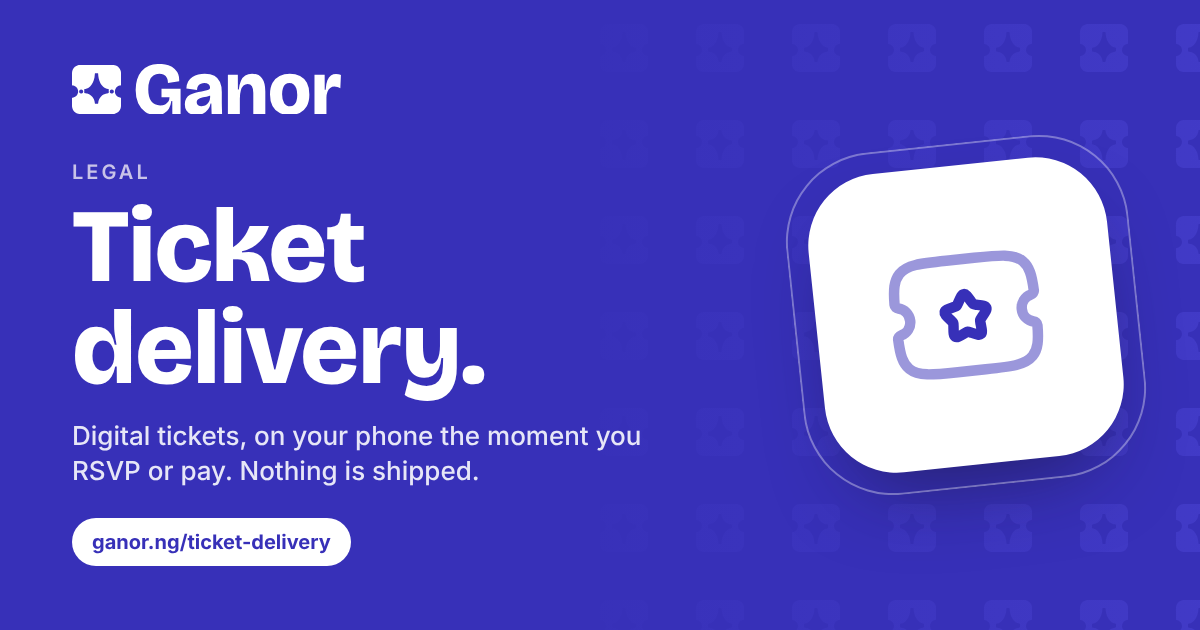 Ganor
LEGAL
Ticket
delivery.
Digital tickets, on your phone the moment you
RSVP or pay. Nothing is shipped.
ganor.ng/ticket-delivery